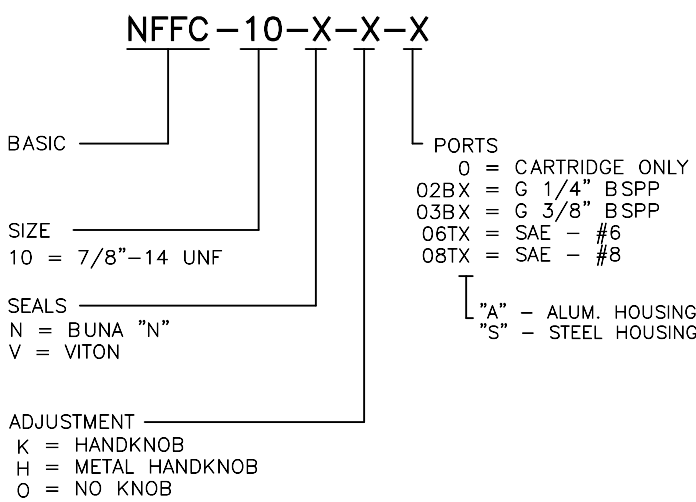 NFFC-10-X-X-X
BASIC
PORTS
0 = CARTRIDGE ONLY
02BX = G 1/4" BSPP
03BX = G 3/8" BSPP
06TX = SAE - #6
08TX = SAE - #8
"A" - ALUM. HOUSING
"S" - STEEL HOUSING
SIZE
10 = 7/8"-14 UNF
SEALS
N = BUNA "N"
V = VITON
ADJUSTMENT
K = HANDKNOB
H = METAL HANDKNOB
O = NO KNOB